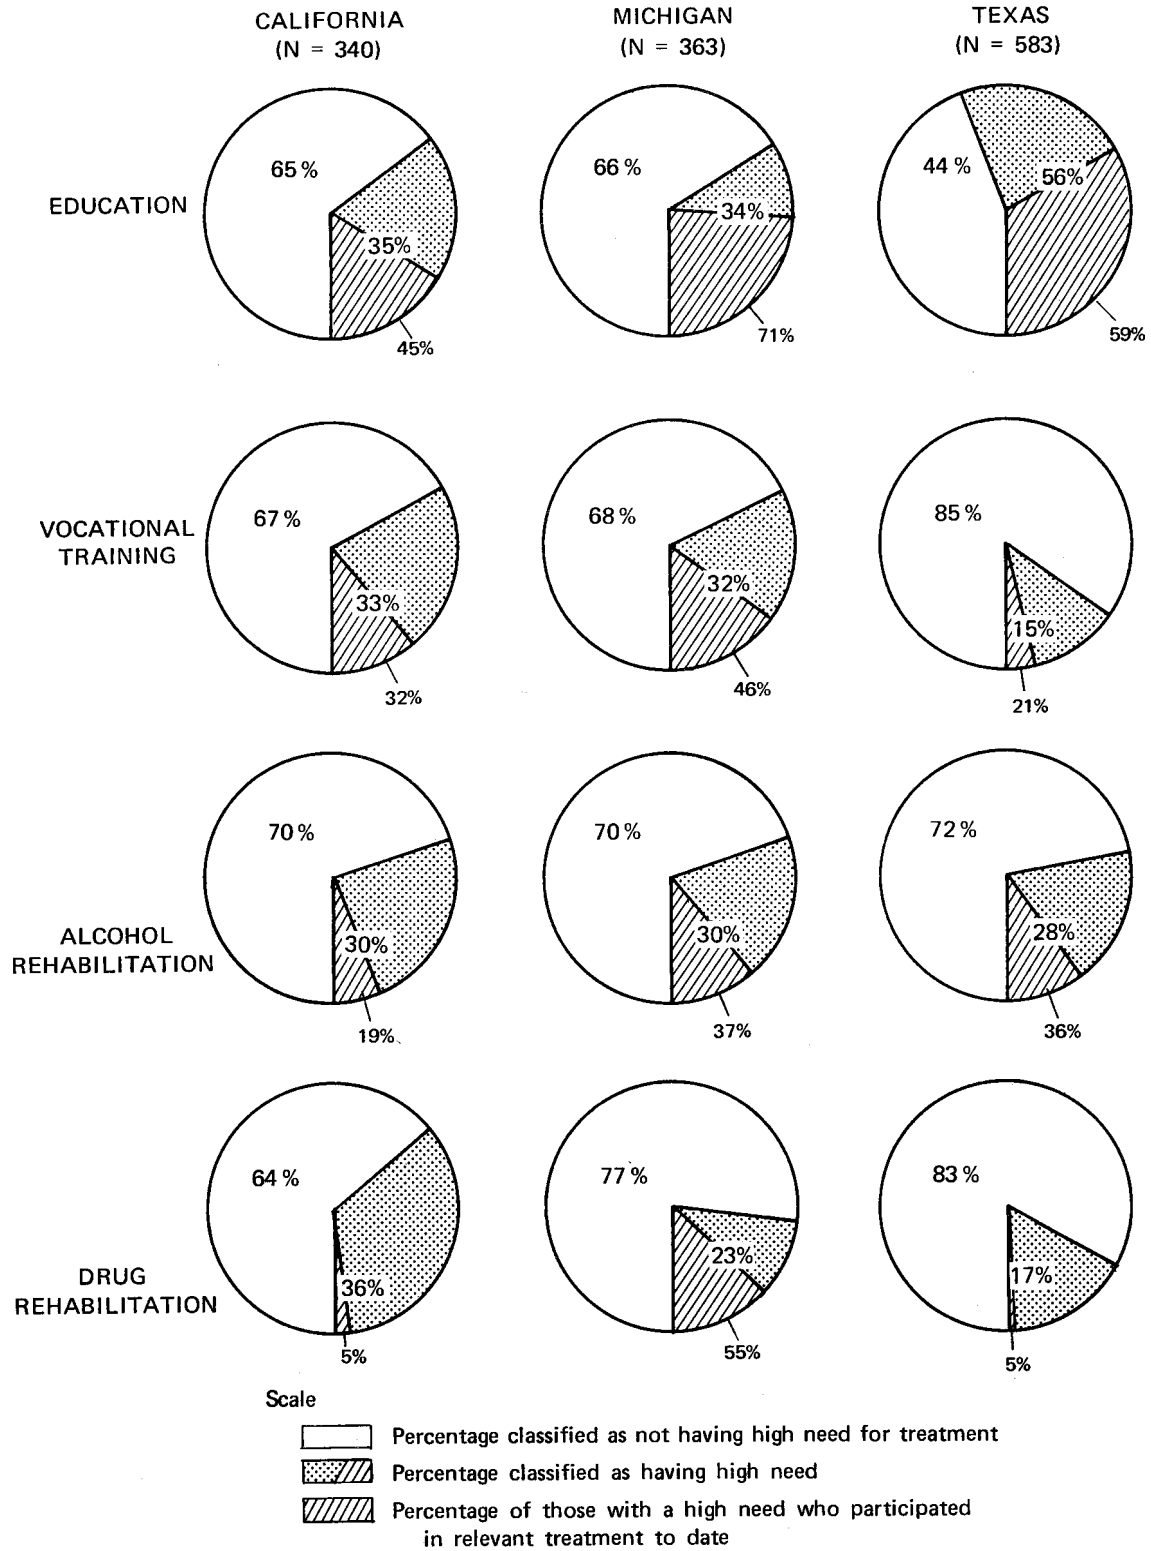 CALIFORNIA
(N = 340)
MICHIGAN
(N = 363)
TEXAS
(N = 583)
EDUCATION
65 %
35%
45%
66 %
34%
71%
44 %
56%
59%
VOCATIONAL
TRAINING
67 %
33%
32%
68 %
32%
46%
85 %
15%
21%
ALCOHOL
REHABILITATION
70 %
30%
19%
70 %
30%
37%
72 %
28%
36%
DRUG
REHABILITATION
64 %
36%
5%
77 %
23%
55%
83 %
17%
5%
Scale
Percentage classified as not having high need for treatment
Percentage classified as having high need
Percentage of those with a high need who participated
in relevant treatment to date